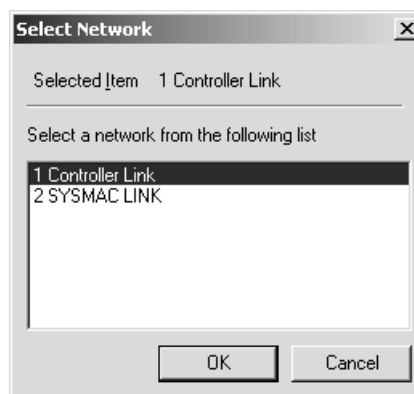 Select Network
Selected Item 1 Controller Link
Select a network from the following list
1 Controller Link
2 SYSMAC LINK
OK Cancel